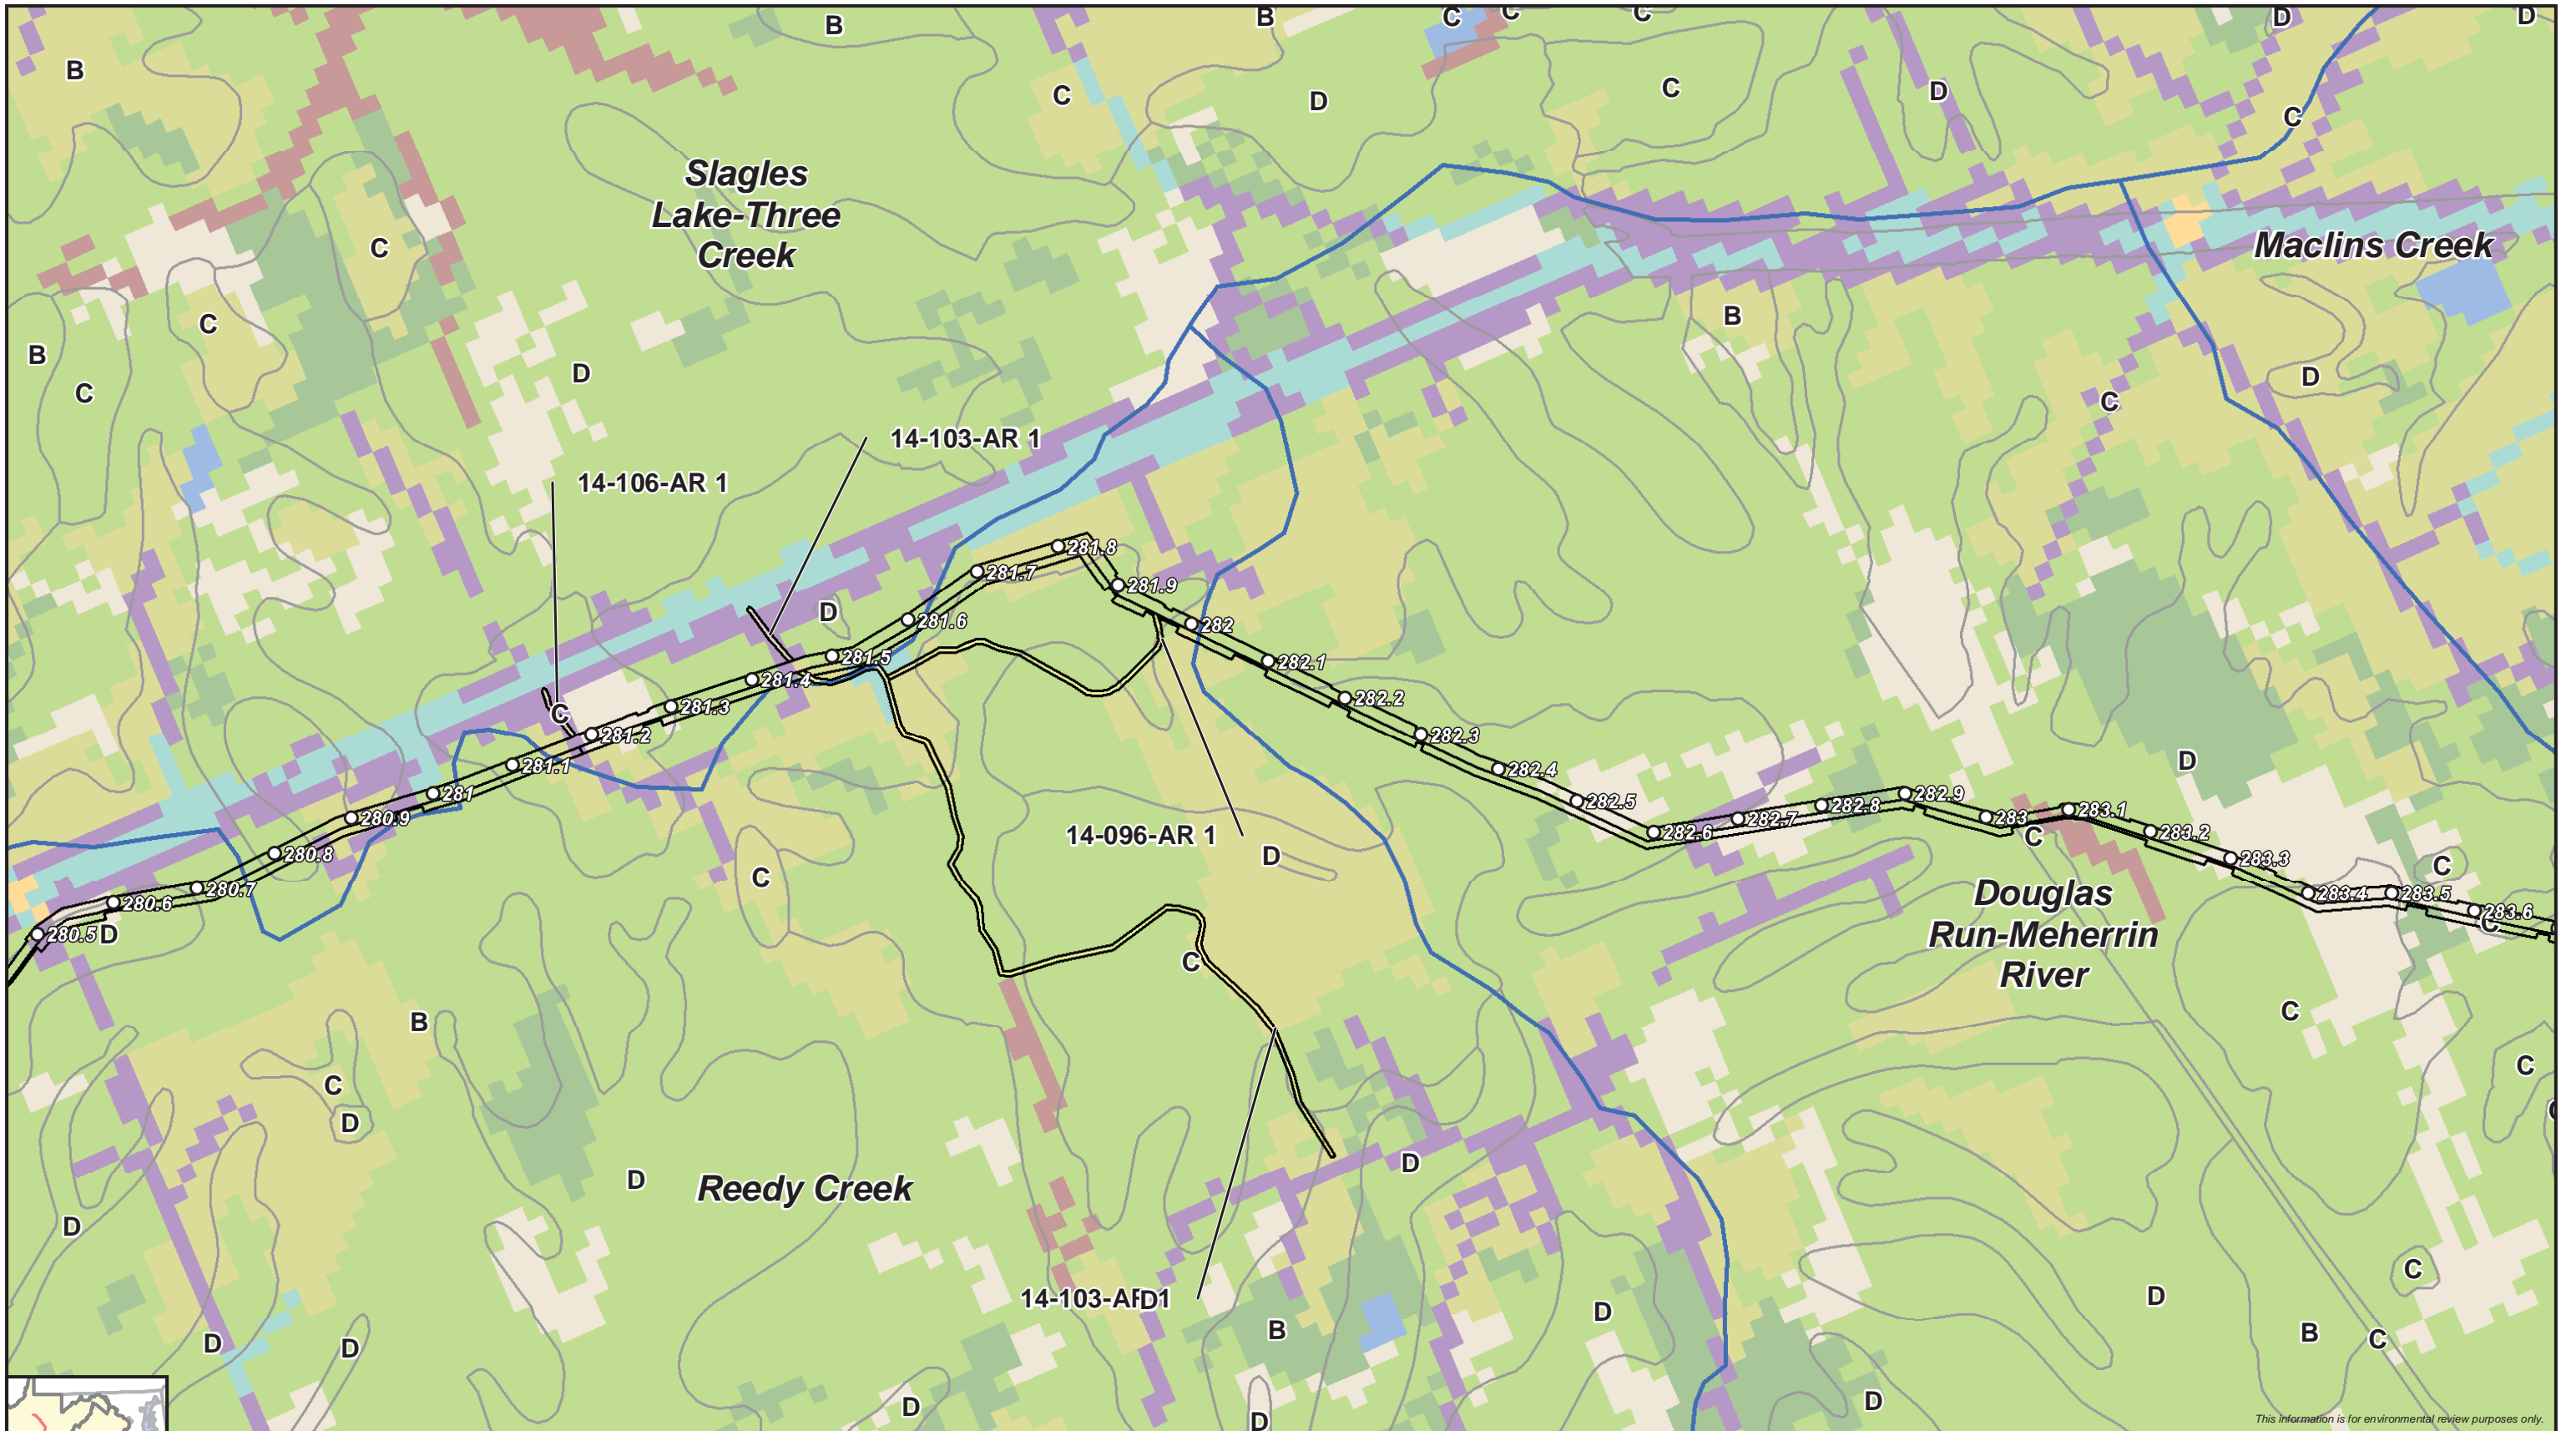 B
C
C
C
D
D
B
B
C
D
C
D
C
C
Slagles
Lake-Three
Creek
Maclins Creek
C
C
D
B
D
B
C
C
14-103-AR 1
14-106-AR 1
281.8
281.7
281.9
D
281.6
282
281.5
282.1
281.4
282.2
281.3
C
281.2
282.3
281.1
282.4
D
281
282.5
282.9
280.9
282.8
283
283.1
282.7
282.6
283.2
C
14-096-AR 1
D
280.8
283.3
C
C
280.7
283.4
283.5
Douglas
Run-Meherrin
River
280.6
283.6
C
280.5
D
C
C
B
C
C
D
D
D
Reedy Creek
D
D
C
14-103-AR 1
D
D
D
B
B
C
D
D
D
D
D
This information is for environmental review purposes only.